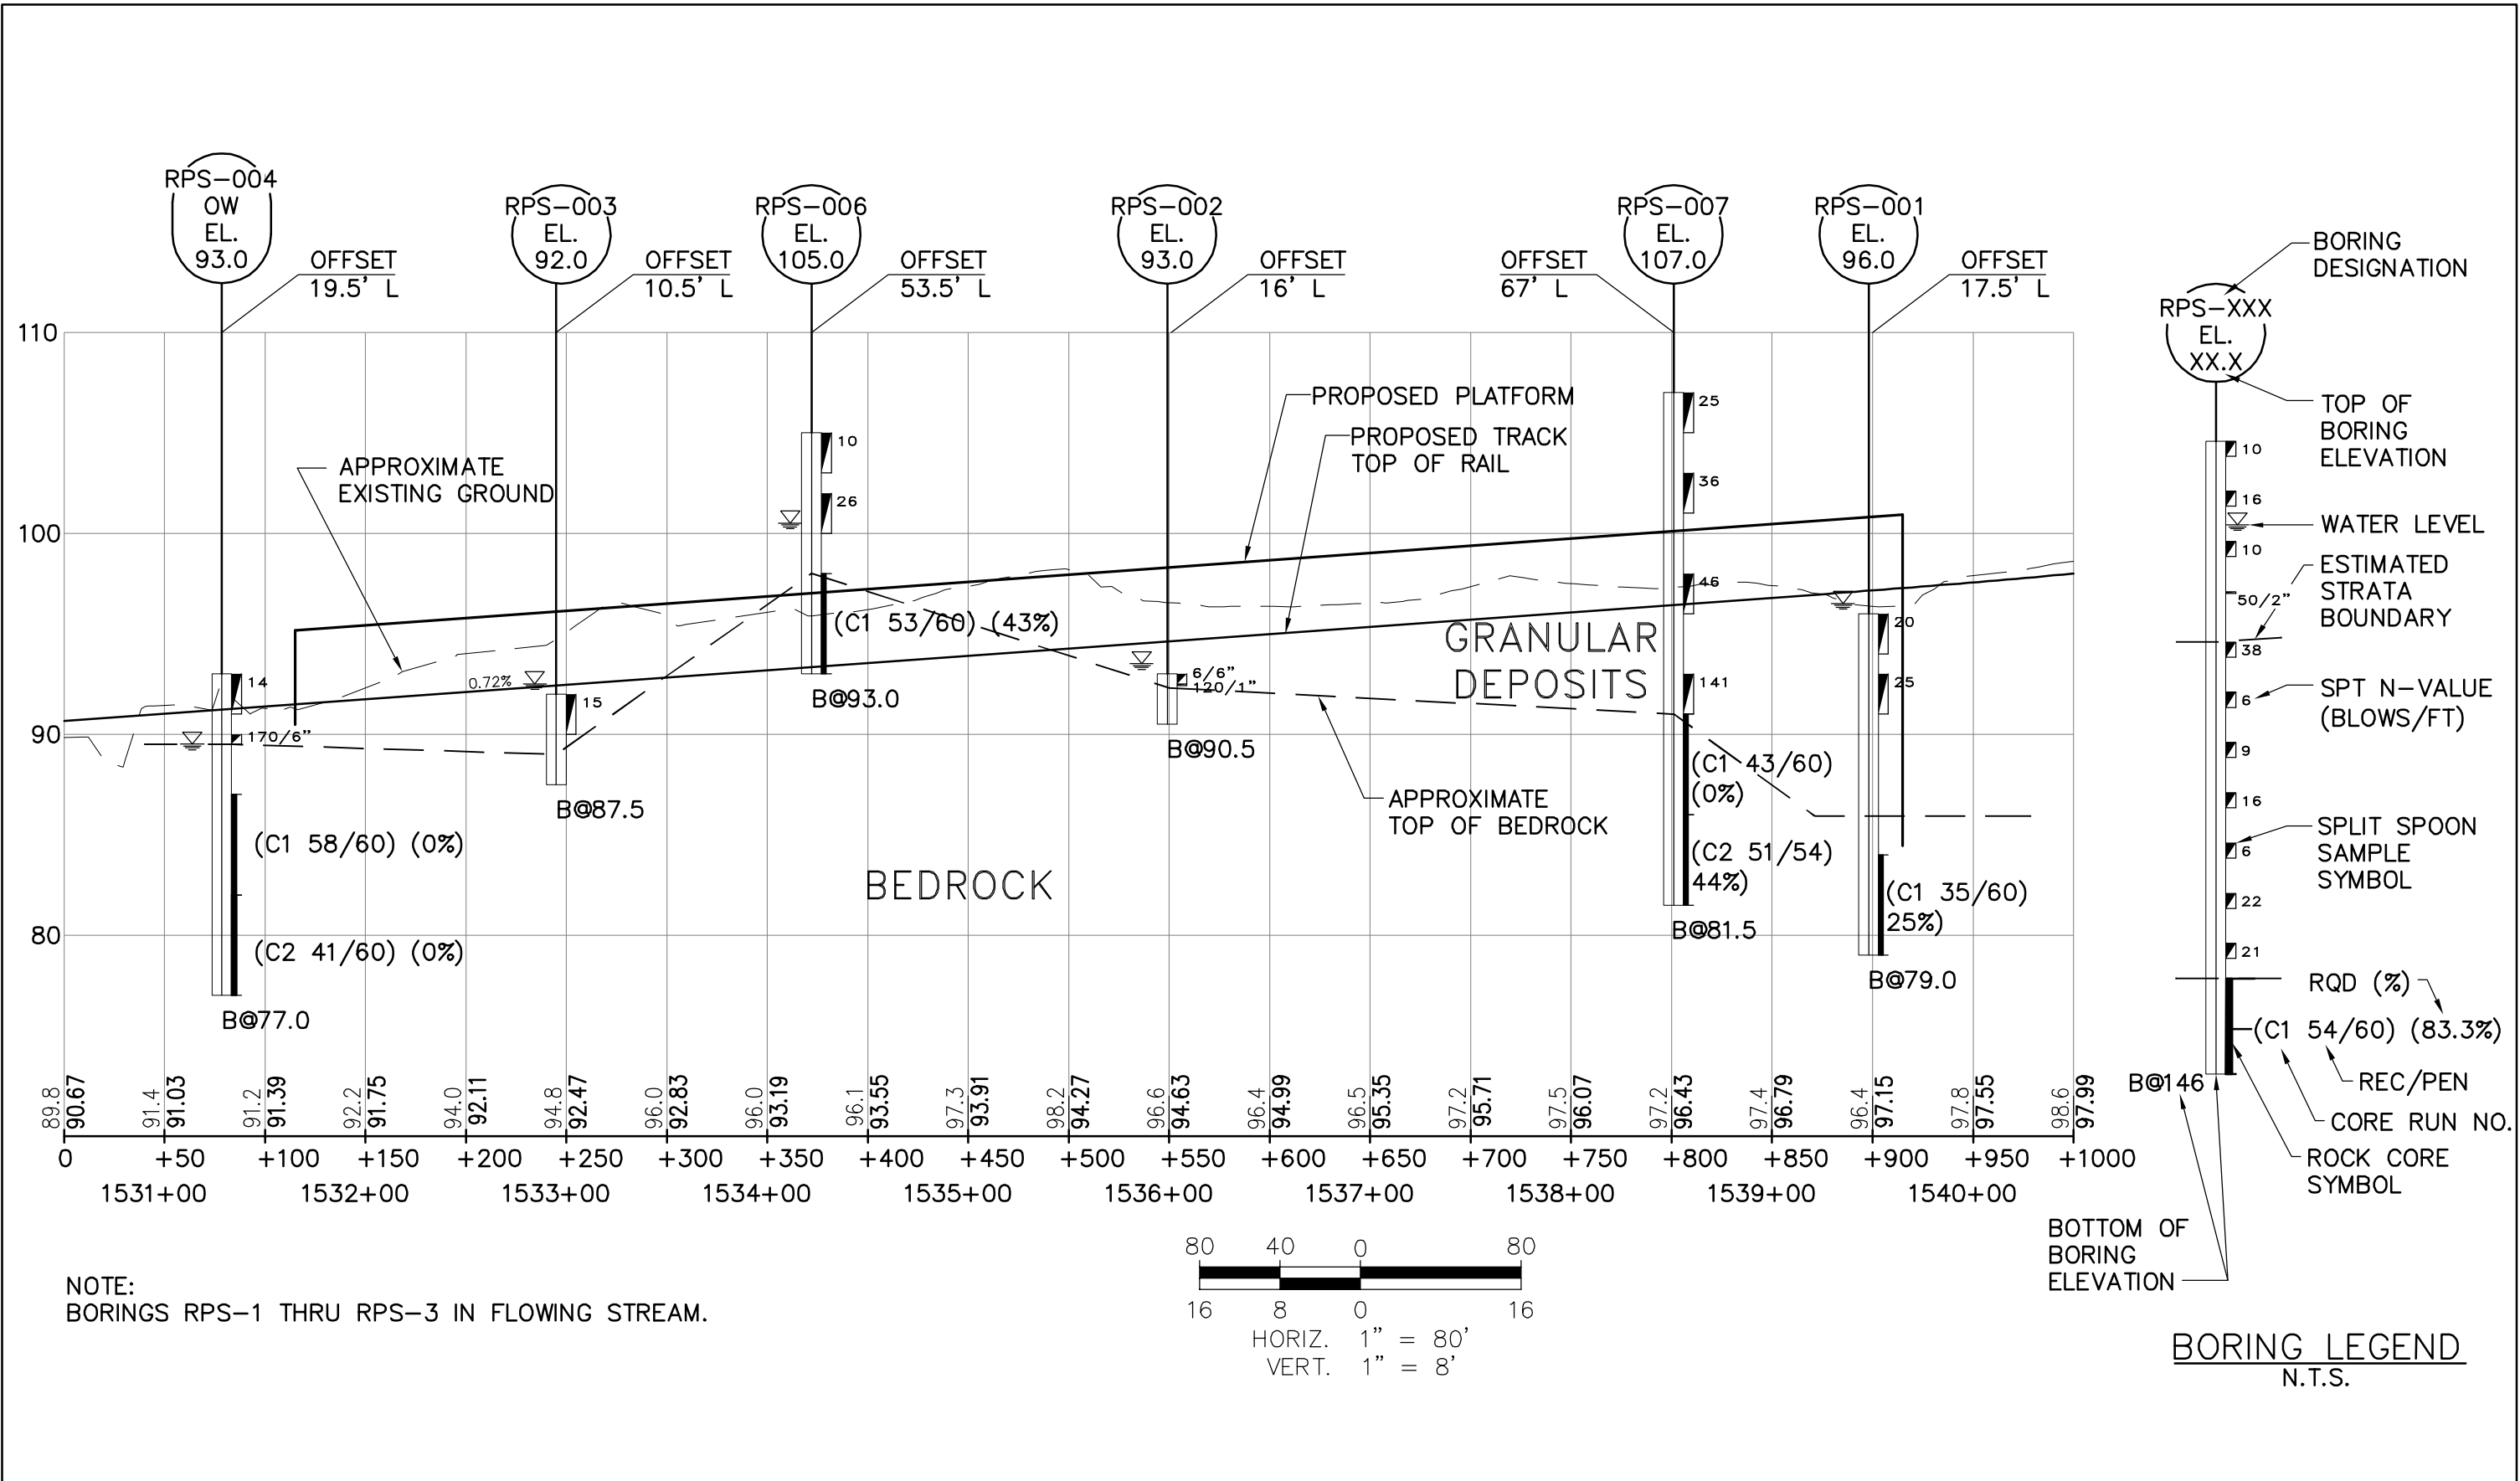 RPS-004
OW
EL.
93.0
OFFSET
19.5' L
RPS-003
EL.
92.0
OFFSET
10.5' L
RPS-006
EL.
105.0
OFFSET
53.5' L
RPS-002
EL.
93.0
OFFSET
16' L
RPS-007
EL.
107.0
OFFSET
67' L
RPS-001
EL.
96.0
OFFSET
17.5' L
110
100
90
80
APPROXIMATE
EXISTING GROUND
PROPOSED PLATFORM
PROPOSED TRACK
TOP OF RAIL
GRANULAR
DEPOSITS
BEDROCK
APPROXIMATE
TOP OF BEDROCK
0.72%
14
170/6"
(C1 58/60) (0%)
(C2 41/60) (0%)
B@77.0
15
B@87.5
10
26
(C1 53/60) (43%)
B@93.0
6/6"
120/1"
B@90.5
25
36
46
141
(C1 43/60)
(0%)
(C2 51/54)
44%)
B@81.5
20
25
(C1 35/60)
25%)
B@79.0
89.8
90.67
91.4
91.03
91.2
91.39
92.2
91.75
94.0
92.11
94.8
92.47
96.0
92.83
96.0
93.19
96.1
93.55
97.3
93.91
98.2
94.27
96.6
94.63
96.4
94.99
96.5
95.35
97.2
95.71
97.5
96.07
97.2
96.43
97.4
96.79
96.4
97.15
97.8
97.55
98.6
97.99
0 +50 +100 +150 +200 +250 +300 +350 +400 +450 +500 +550 +600 +650 +700 +750 +800 +850 +900 +950 +1000
1531+00 1532+00 1533+00 1534+00 1535+00 1536+00 1537+00 1538+00 1539+00 1540+00
NOTE:
BORINGS RPS-1 THRU RPS-3 IN FLOWING STREAM.
80 40 0 80
16 8 0 16
HORIZ. 1" = 80'
VERT. 1" = 8'
BORING
DESIGNATION
RPS-XXX
EL.
XX.X
TOP OF
BORING
ELEVATION
10
16
WATER LEVEL
10
ESTIMATED
STRATA
BOUNDARY
50/2"
38
SPT N-VALUE
(BLOWS/FT)
6
9
16
SPLIT SPOON
SAMPLE
SYMBOL
6
22
21
RQD (%)
(C1 54/60) (83.3%)
B@146
REC/PEN
CORE RUN NO.
ROCK CORE
SYMBOL
BOTTOM OF
BORING
ELEVATION
BORING LEGEND
N.T.S.